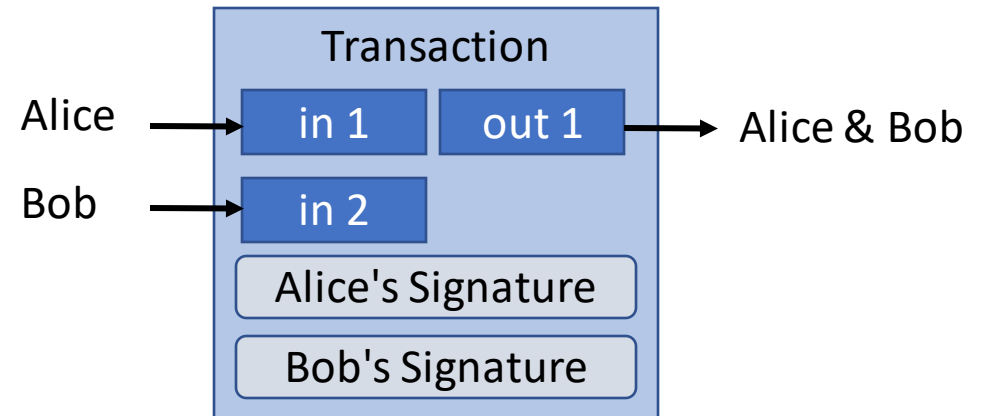 Transaction
Alice
in 1
out 1
Alice & Bob
Bob
in 2
Alice's Signature
Bob's Signature